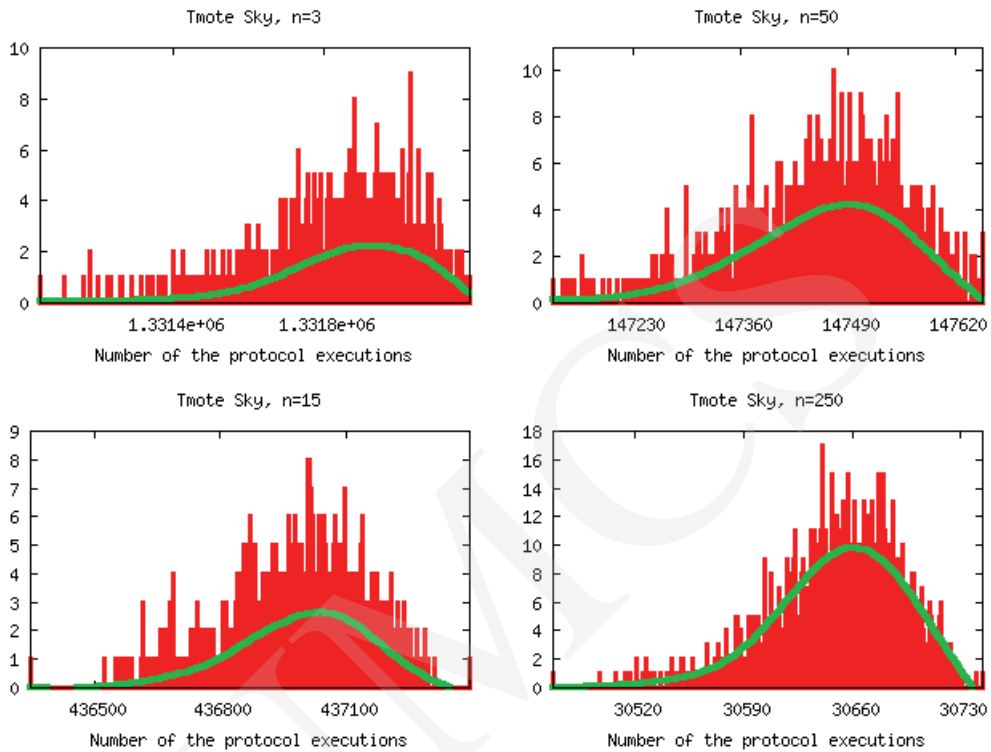 Tmote Sky, n=3
10
8
6
4
2
0
1.3314e+06 1.3318e+06
Number of the protocol executions
Tmote Sky, n=50
10
8
6
4
2
0
147230 147360 147490 147620
Number of the protocol executions
Tmote Sky, n=15
9
8
7
6
5
4
3
2
1
0
436500 436800 437100
Number of the protocol executions
Tmote Sky, n=250
18
16
14
12
10
8
6
4
2
0
30520 30590 30660 30730
Number of the protocol executions
UMCS